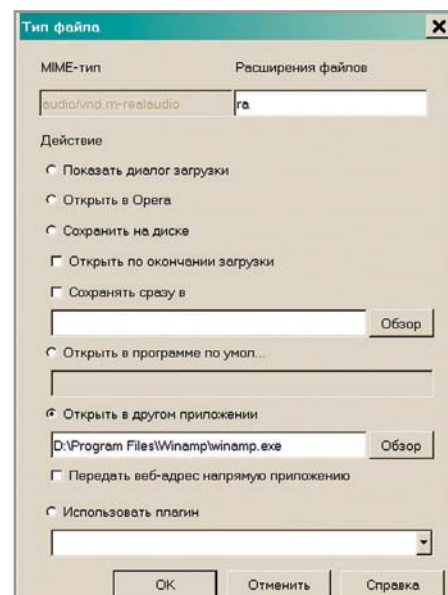 Тип файла
MIME-тип Расширения файлов
audio/vnd.rn-realaudio ra
Действие
Показать диалог загрузки
Открыть в Opera
Сохранить на диске
Открыть по окончании загрузки
Сохранять сразу в
Обзор
Открыть в программе по умол...
Открыть в другом приложении
D:\Program Files\Winamp\winamp.exe Обзор
Передать веб-адрес напрямую приложению
Использовать плагин
OK Отменить Справка